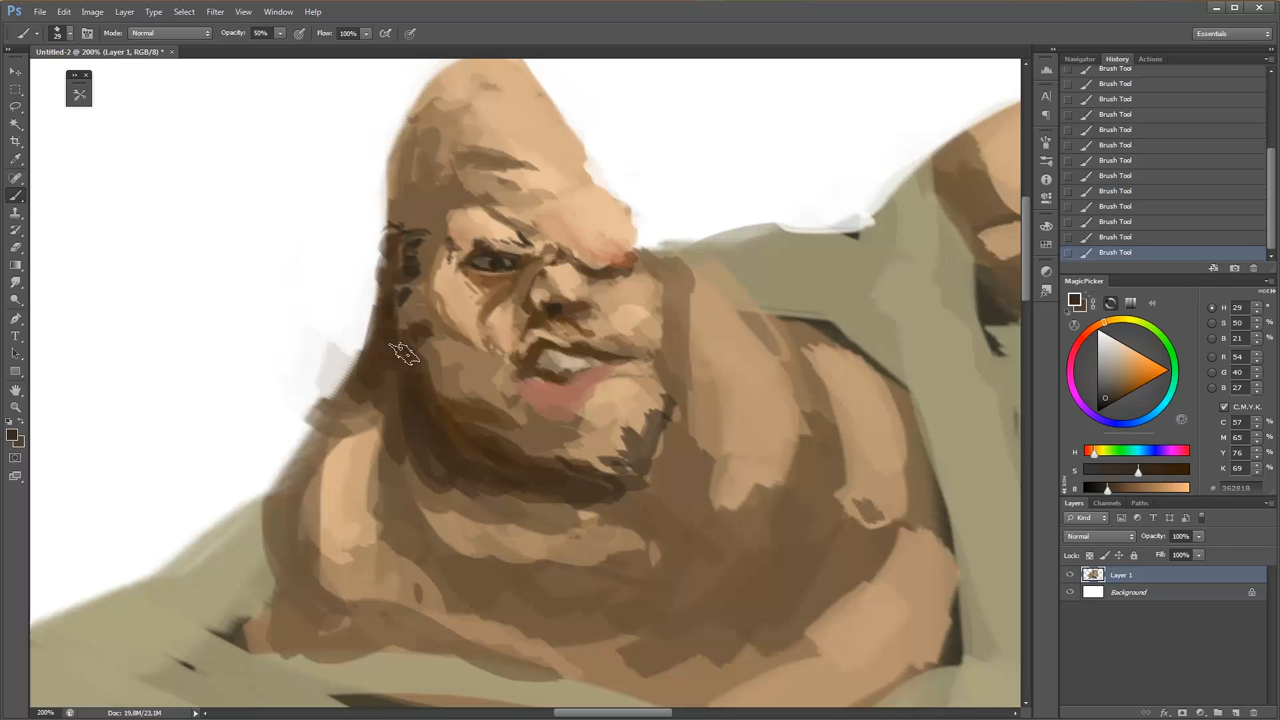 Ps File Edit Image Layer Type Select Filter View Window Help
29 Mode: Normal Opacity: 50% Flow: 100% Essentials
Untitled-2 @ 200% (Layer 1, RGB/8) * ×
Navigator History Actions
Brush Tool
Brush Tool
Brush Tool
Brush Tool
Brush Tool
Brush Tool
Brush Tool
Brush Tool
Brush Tool
Brush Tool
Brush Tool
Brush Tool
Brush Tool
MagicPicker
HIDE
H 29
S 50
B 21
R 54
G 40
B 27
C.M.Y.K.
C 57
M 65
Y 76
K 69
H
S
B
# 362819
Layers Channels Paths
Kind
Normal Opacity: 100%
Lock: Fill: 100%
Layer 1
Background
200% Doc: 19,8M/23,1M